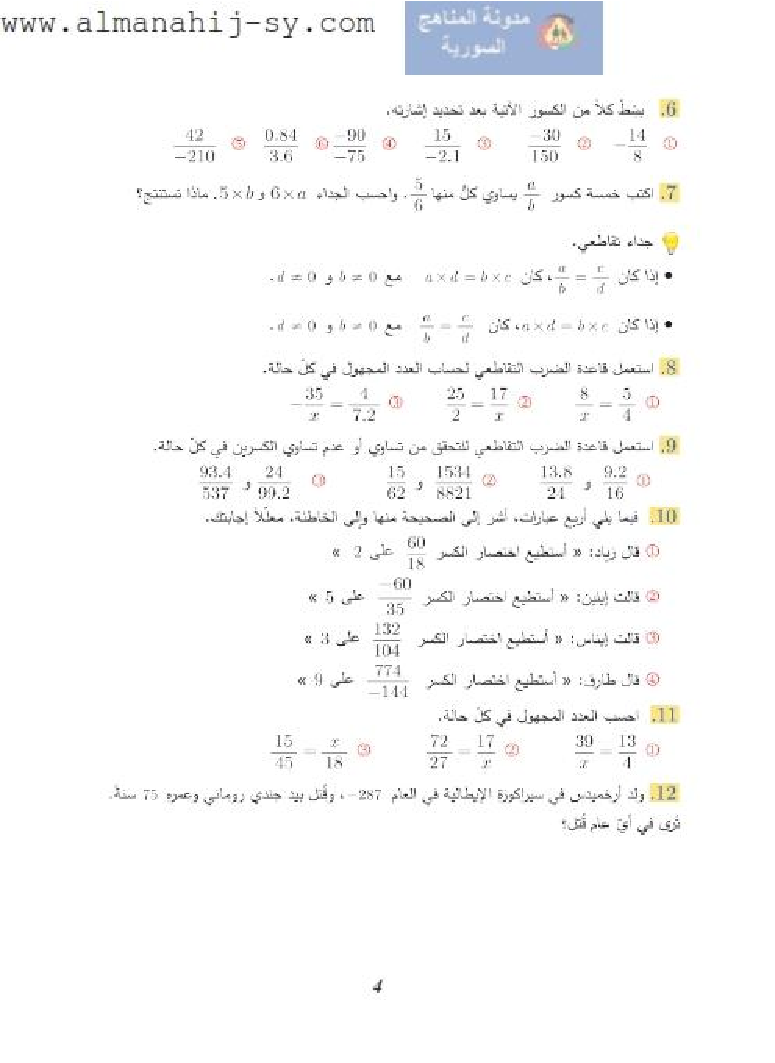 www.almanahij-sy.com
مدونة المناهج
السورية
6. بسّط كلاً من الكسور الآتية بعد تحديد إشارته.
① −14/8 ② −30/150 ③ 15/−2.1 ④ −90/−75 ⑥ 0.84/3.6 ⑤ 42/−210
7. اكتب خمسة كسور a/b يساوي كلٌّ منها 5/6، واحسب الجداء 6×a و 5×b. ماذا تستنتج؟
جداء تقاطعي.
• إذا كان a/b = c/d، كان a×d = b×c مع b ≠ 0 و d ≠ 0.
• إذا كان a×d = b×c، كان a/b = c/d مع b ≠ 0 و d ≠ 0.
8. استعمل قاعدة الضرب التقاطعي لحساب العدد المجهول في كلّ حالة.
① 8/x = 5/4 ② 25/2 = 17/x ③ −35/x = 4/7.2
9. استعمل قاعدة الضرب التقاطعي للتحقق من تساوي أو عدم تساوي الكسرين في كلّ حالة.
① 9.2/16 و 13.8/24 ② 1534/8821 و 15/62 ③ 24/99.2 و 93.4/537
10. فيما يلي أربع عبارات، أشر إلى الصحيحة منها وإلى الخاطئة، معلّلاً إجابتك.
① قال زياد: « أستطيع اختصار الكسر 60/18 على 2 »
② قالت إيلين: « أستطيع اختصار الكسر −60/35 على 5 »
③ قالت إيناس: « أستطيع اختصار الكسر 132/104 على 3 »
④ قال طارق: « أستطيع اختصار الكسر 774/−144 على 9 »
11. احسب العدد المجهول في كلّ حالة.
① 39/x = 13/4 ② 72/27 = 17/x ③ 15/45 = x/18
12. ولد أرخميدس في سيراكوزة الإيطالية في العام −287، وقُتل بيد جندي روماني وعمره 75 سنة.
تُرى في أيّ عام قُتل؟
4